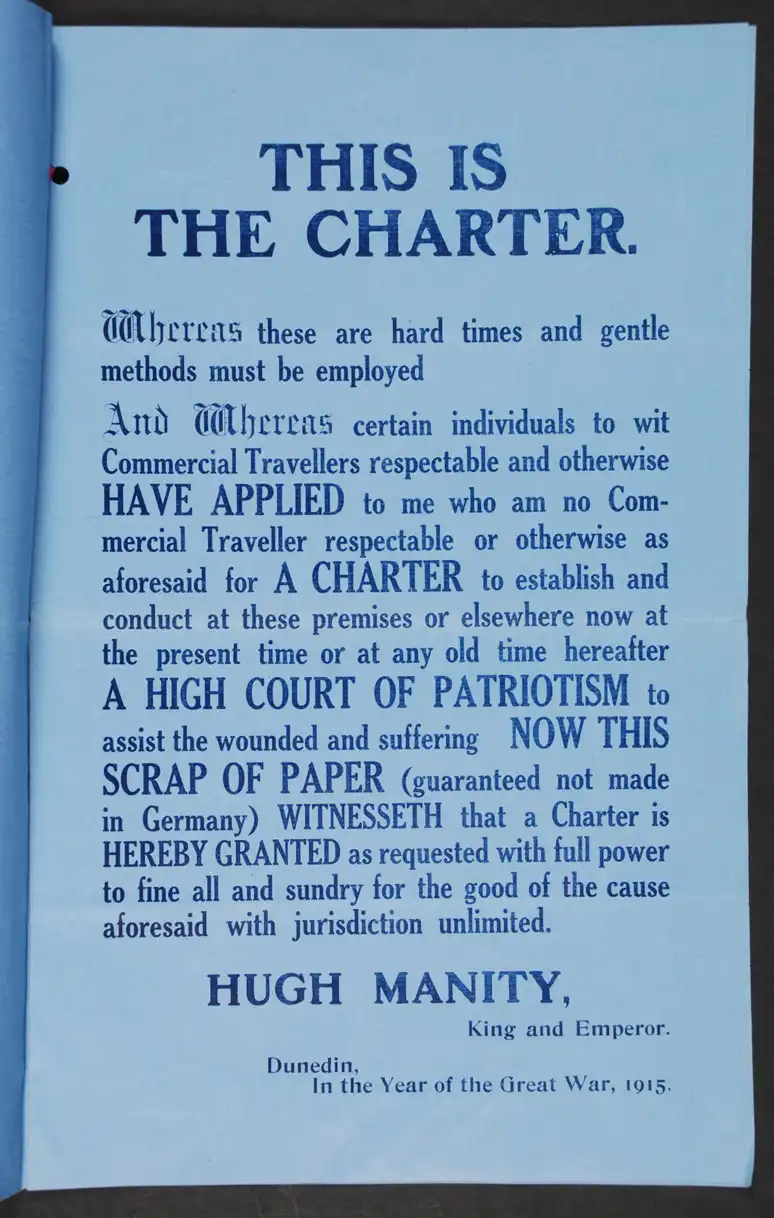 THIS IS
THE CHARTER.
Whereas these are hard times and gentle
methods must be employed
And Whereas certain individuals to wit
Commercial Travellers respectable and otherwise
HAVE APPLIED to me who am no Com-
mercial Traveller respectable or otherwise as
aforesaid for A CHARTER to establish and
conduct at these premises or elsewhere now at
the present time or at any old time hereafter
A HIGH COURT OF PATRIOTISM to
assist the wounded and suffering NOW THIS
SCRAP OF PAPER (guaranteed not made
in Germany) WITNESSETH that a Charter is
HEREBY GRANTED as requested with full power
to fine all and sundry for the good of the cause
aforesaid with jurisdiction unlimited.
HUGH MANITY,
King and Emperor.
Dunedin,
In the Year of the Great War, 1915.